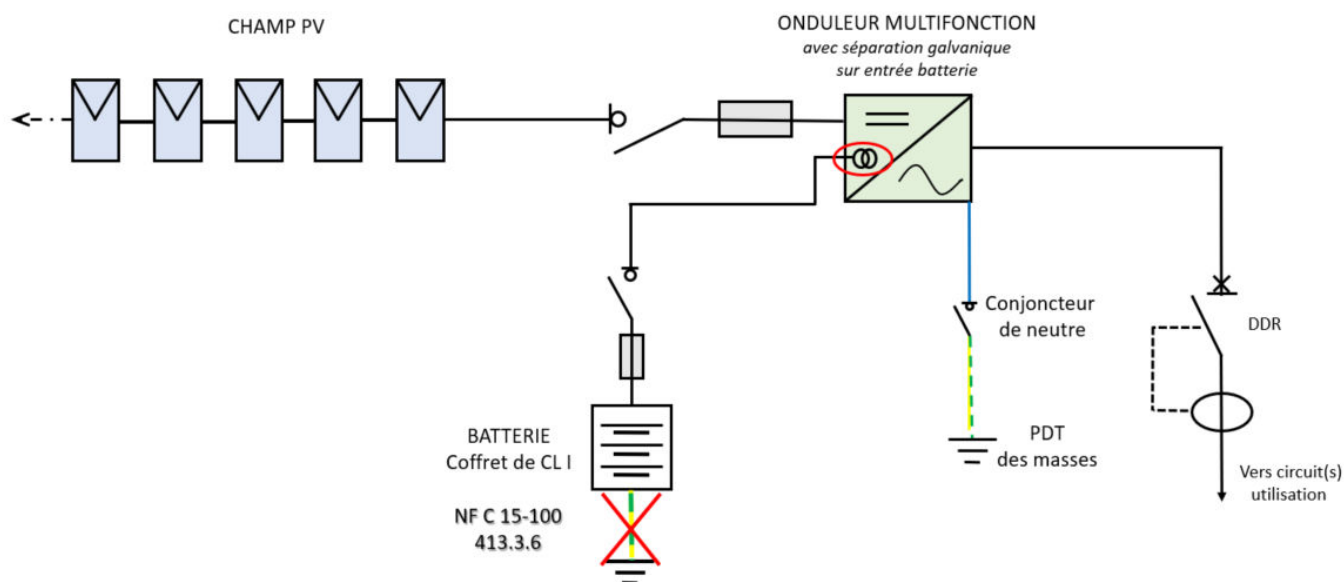 CHAMP PV
ONDULEUR MULTIFONCTION
avec séparation galvanique
sur entrée batterie
Conjoncteur
de neutre
DDR
BATTERIE
Coffret de CL I
PDT
des masses
Vers circuit(s)
utilisation
NF C 15-100
413.3.6